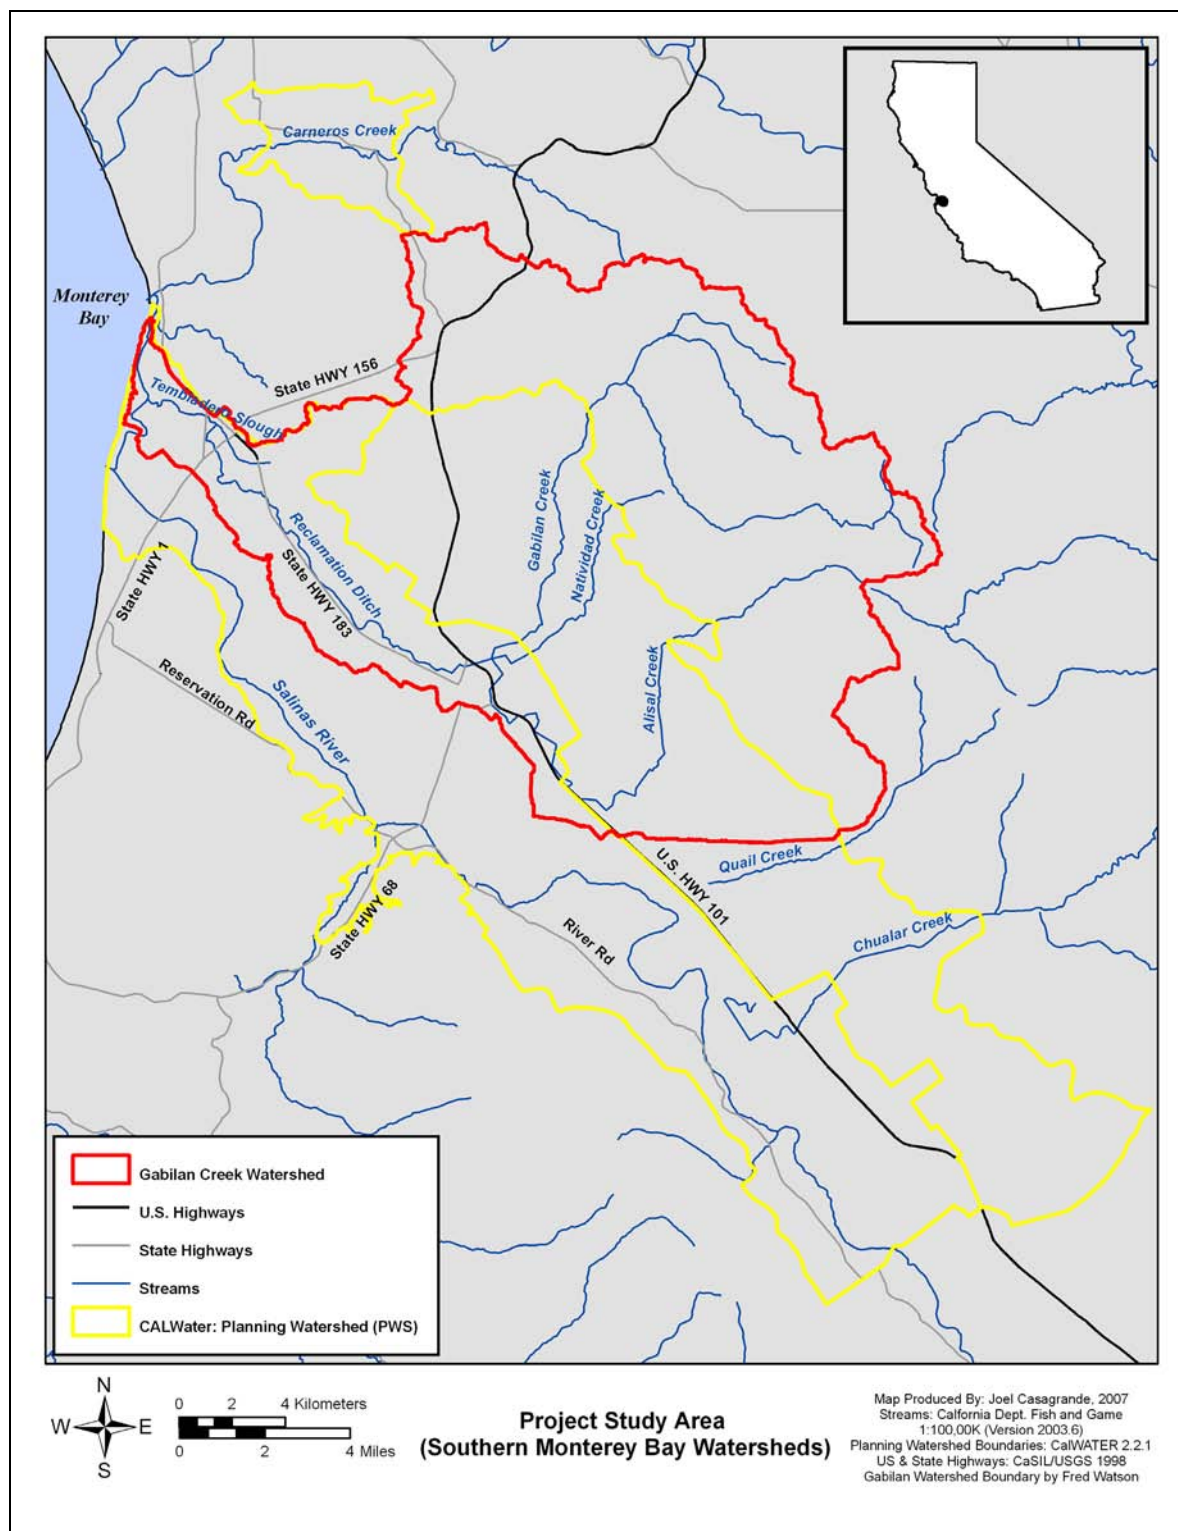 Carneros Creek
Monterey
Bay
State HWY 156
Tembladero Slough
Gabilan Creek
Natividad Creek
Reclamation Ditch
State HWY 183
State HWY 1
Alisal Creek
Reservation Rd
Salinas River
Quail Creek
U.S. HWY 101
State HWY 68
River Rd
Chualar Creek
Gabilan Creek Watershed
U.S. Highways
State Highways
Streams
CALWater: Planning Watershed (PWS)
N
W E
S
0 2 4 Kilometers
0 2 4 Miles
Project Study Area
(Southern Monterey Bay Watersheds)
Map Produced By: Joel Casagrande, 2007
Streams: Calfornia Dept. Fish and Game
1:100,00K (Version 2003.6)
Planning Watershed Boundaries: CalWATER 2.2.1
US & State Highways: CaSIL/USGS 1998
Gabilan Watershed Boundary by Fred Watson